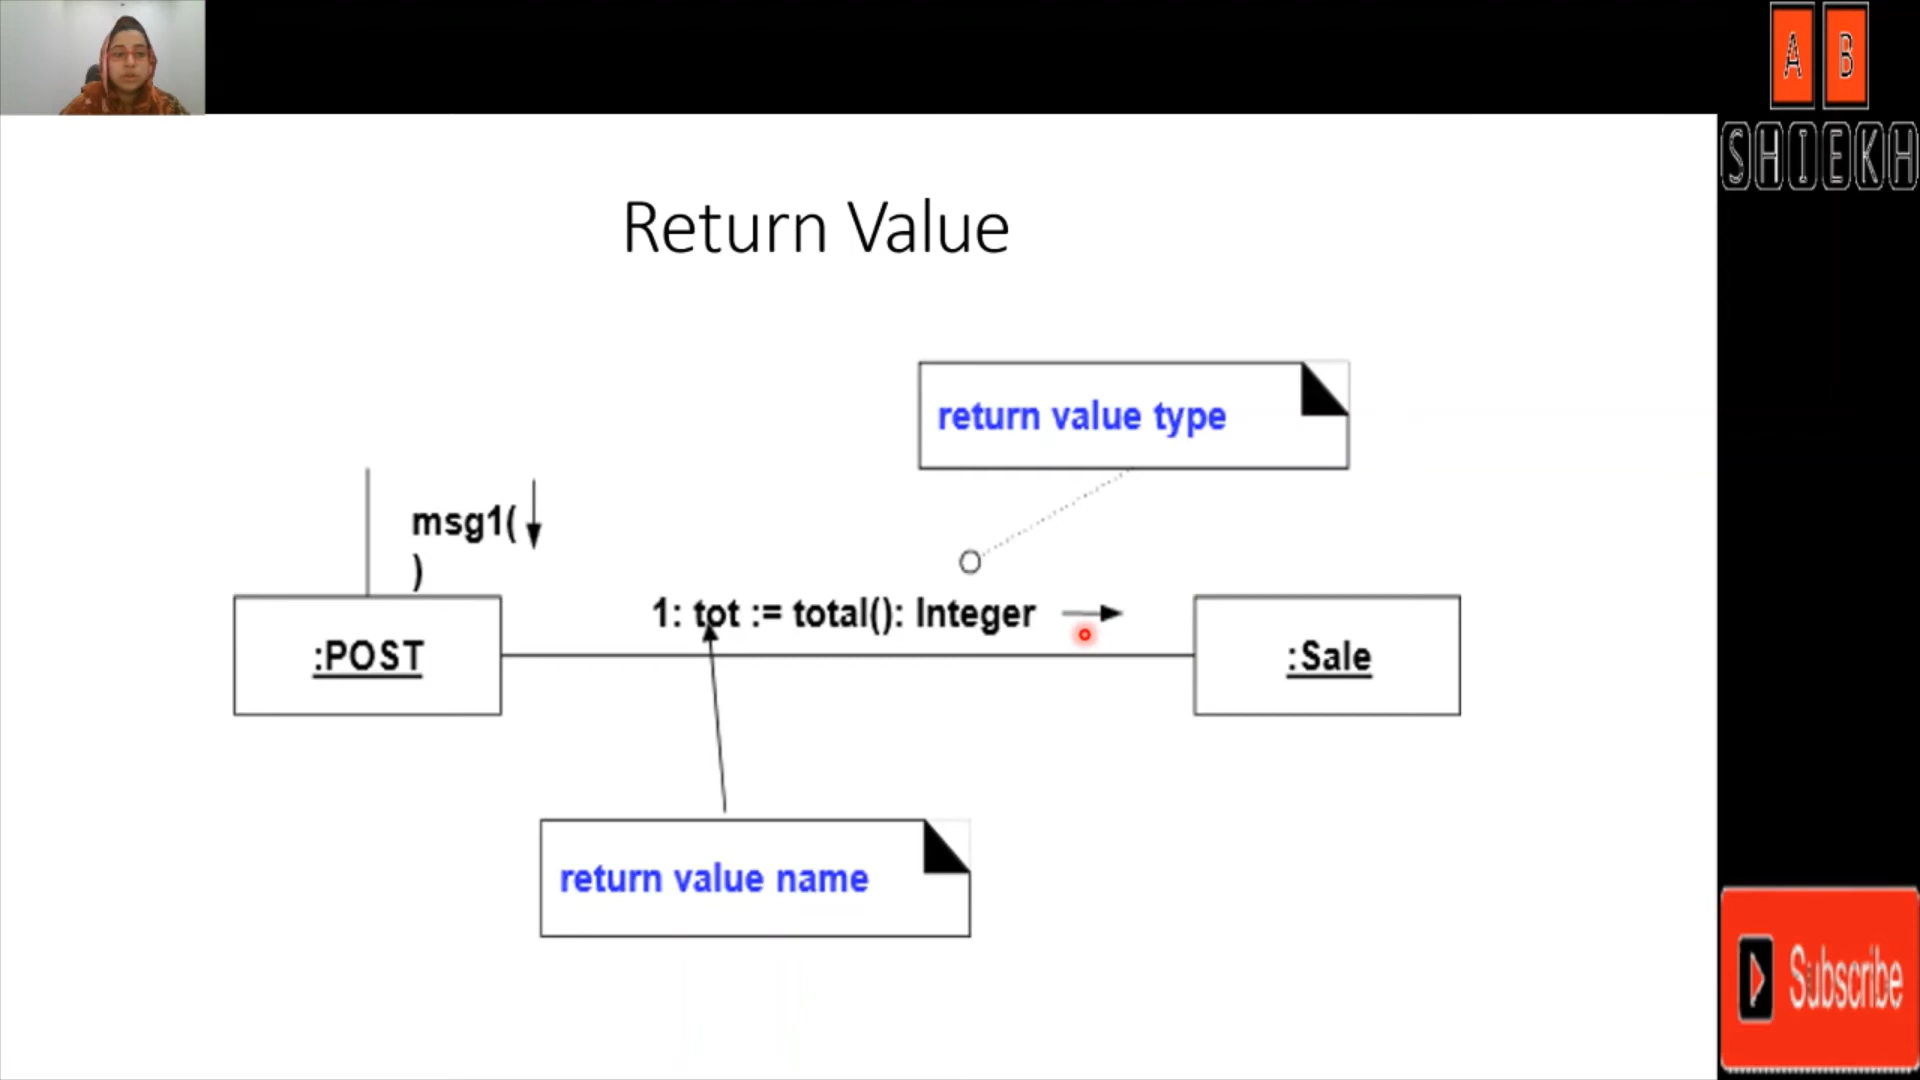 A B
SHIEKH
Return Value
return value type
msg1(
)
1: tot := total(): Integer
:POST
:Sale
return value name
Subscribe